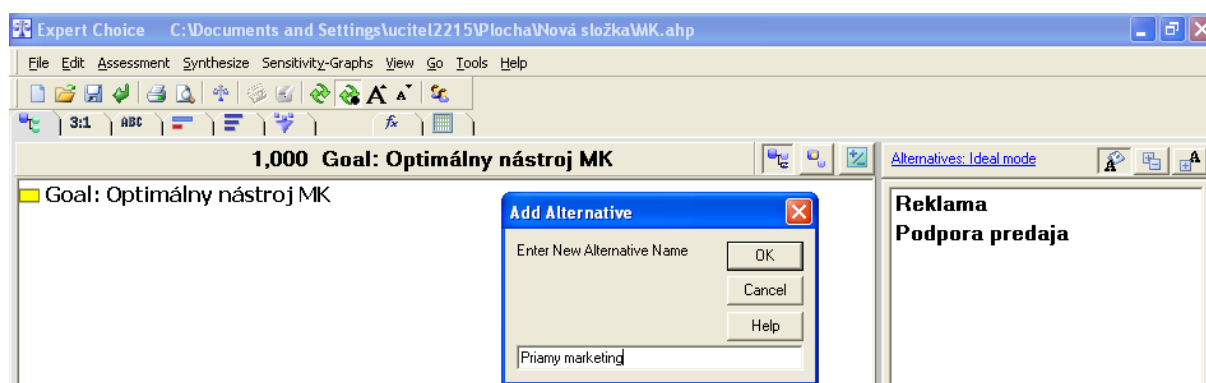 Expert Choice C:\Documents and Settings\ucitel2215\Plocha\Nová složka\MK.ahp
File Edit Assessment Synthesize Sensitivity-Graphs View Go Tools Help
A A
3:1 ABC fx
1,000 Goal: Optimálny nástroj MK
Alternatives: Ideal mode
A A
Goal: Optimálny nástroj MK
Add Alternative
Enter New Alternative Name
OK
Cancel
Help
Priamy marketing
Reklama
Podpora predaja